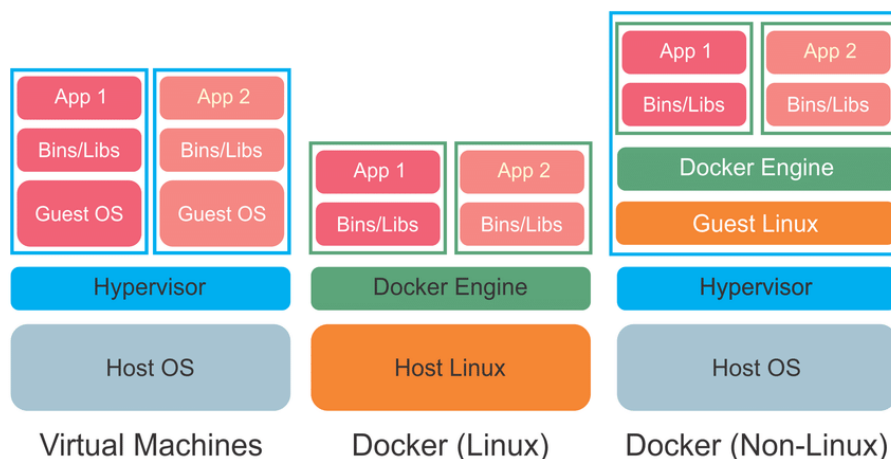 App 1
App 2
Bins/Libs
Bins/Libs
Guest OS
Guest OS
Hypervisor
Host OS
Virtual Machines
App 1
App 2
Bins/Libs
Bins/Libs
Docker Engine
Host Linux
Docker (Linux)
App 1
App 2
Bins/Libs
Bins/Libs
Docker Engine
Guest Linux
Hypervisor
Host OS
Docker (Non-Linux)